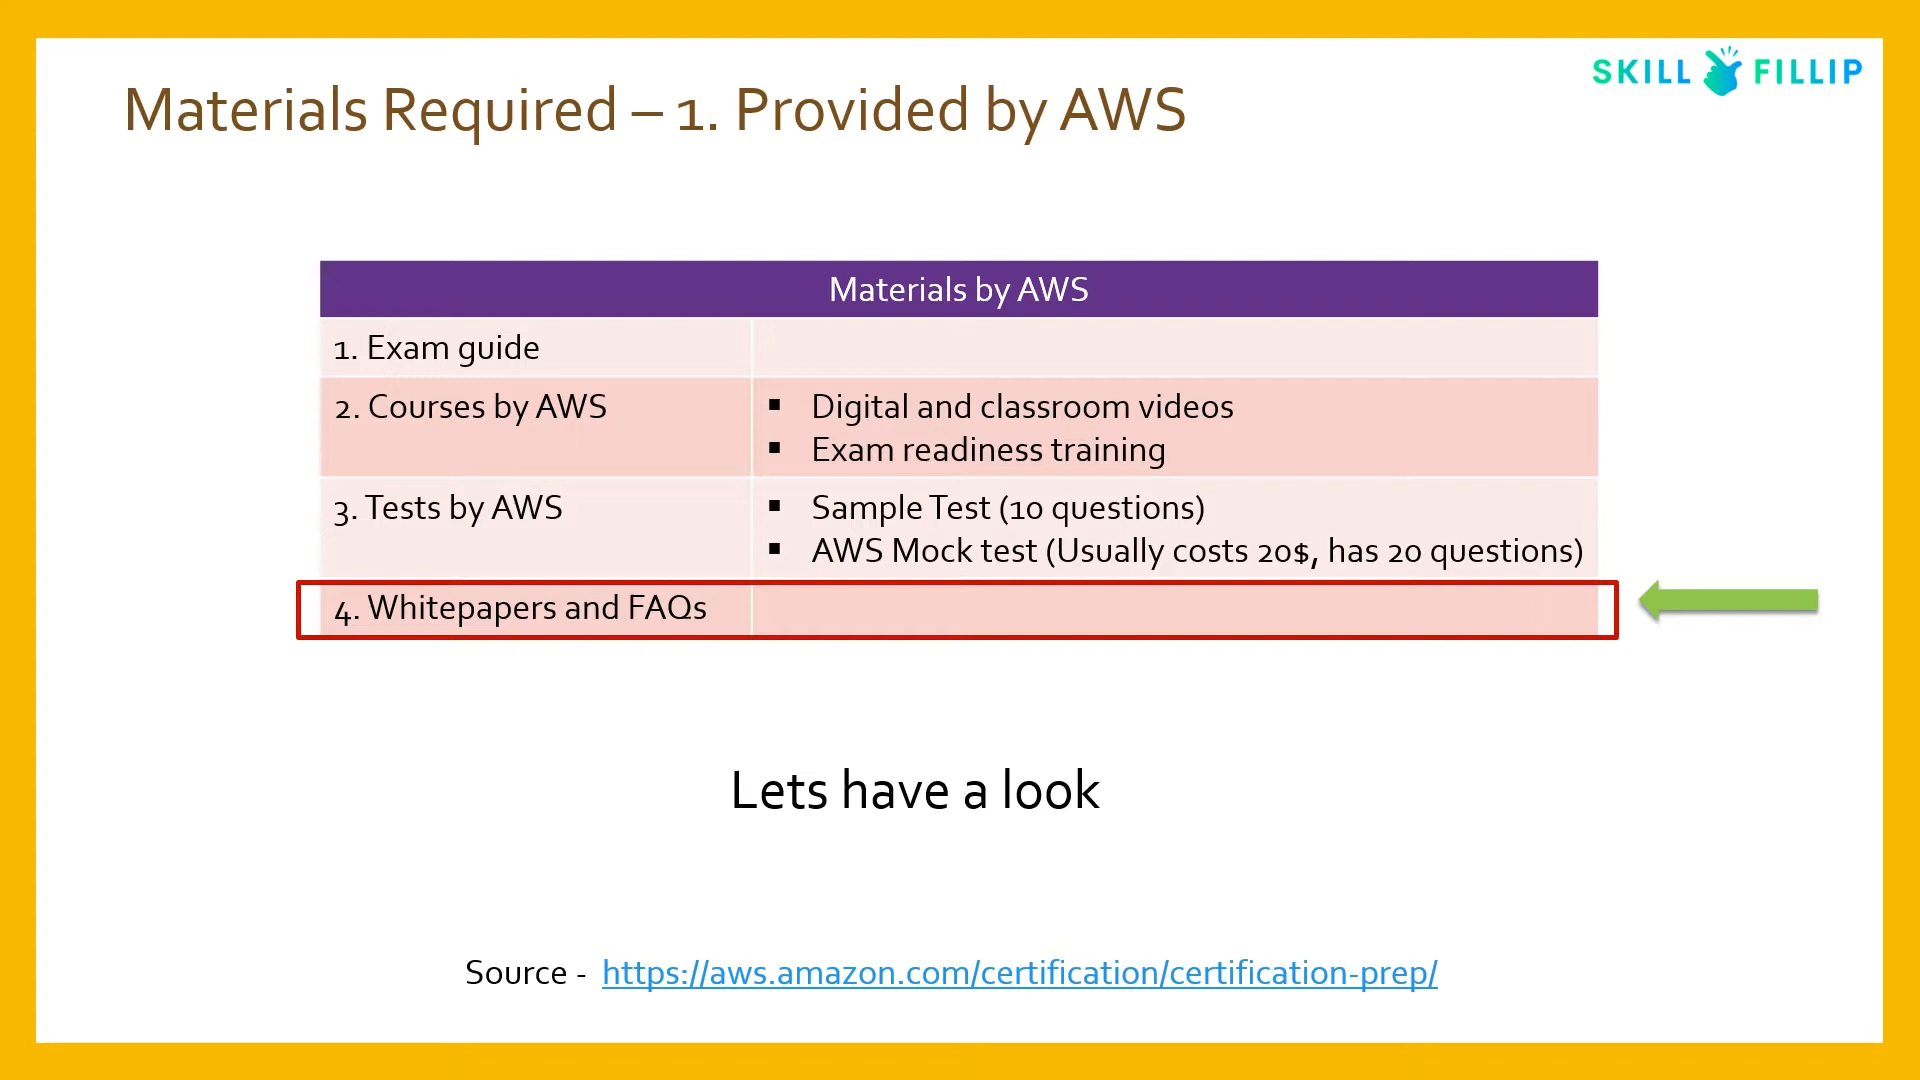 SKILL FILLIP
Materials Required – 1. Provided by AWS
Materials by AWS
1. Exam guide
2. Courses by AWS
▪ Digital and classroom videos
▪ Exam readiness training
3. Tests by AWS
▪ Sample Test (10 questions)
▪ AWS Mock test (Usually costs 20$, has 20 questions)
4. Whitepapers and FAQs
Lets have a look
Source - https://aws.amazon.com/certification/certification-prep/